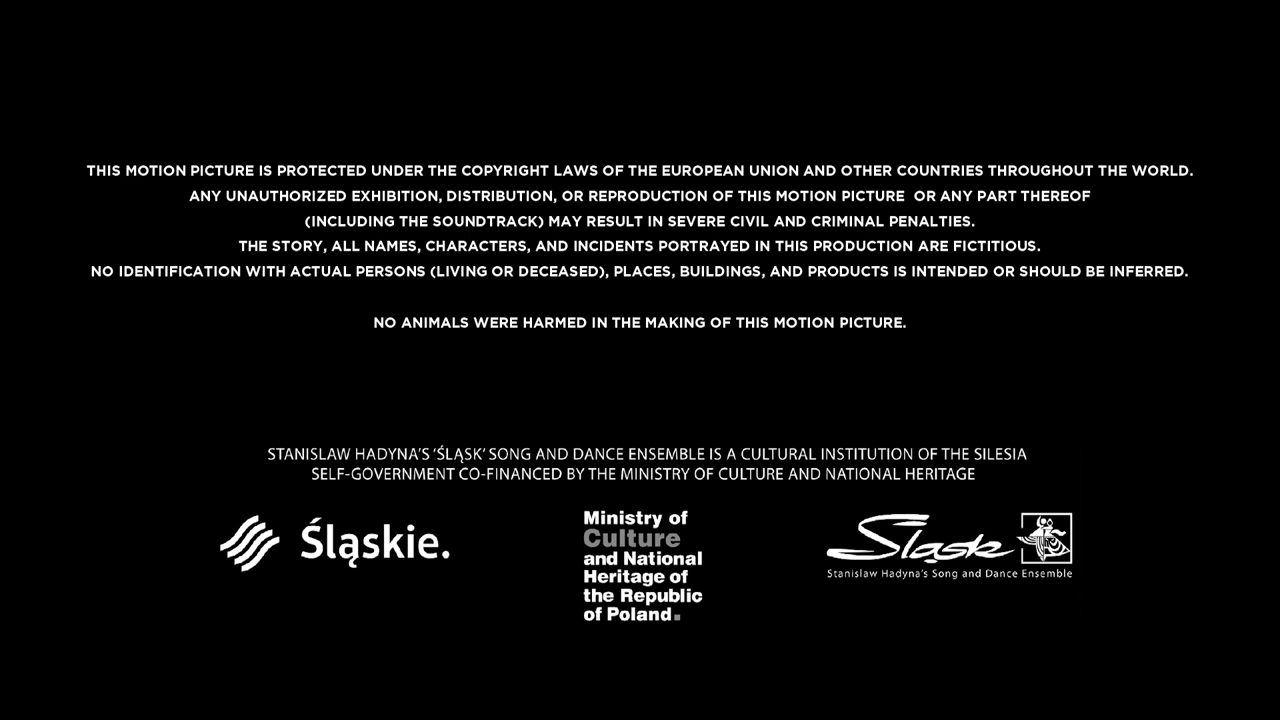 THIS MOTION PICTURE IS PROTECTED UNDER THE COPYRIGHT LAWS OF THE EUROPEAN UNION AND OTHER COUNTRIES THROUGHOUT THE WORLD.
ANY UNAUTHORIZED EXHIBITION, DISTRIBUTION, OR REPRODUCTION OF THIS MOTION PICTURE OR ANY PART THEREOF
(INCLUDING THE SOUNDTRACK) MAY RESULT IN SEVERE CIVIL AND CRIMINAL PENALTIES.
THE STORY, ALL NAMES, CHARACTERS, AND INCIDENTS PORTRAYED IN THIS PRODUCTION ARE FICTITIOUS.
NO IDENTIFICATION WITH ACTUAL PERSONS (LIVING OR DECEASED), PLACES, BUILDINGS, AND PRODUCTS IS INTENDED OR SHOULD BE INFERRED.
NO ANIMALS WERE HARMED IN THE MAKING OF THIS MOTION PICTURE.
STANISLAW HADYNA'S 'ŚLĄSK' SONG AND DANCE ENSEMBLE IS A CULTURAL INSTITUTION OF THE SILESIA
SELF-GOVERNMENT CO-FINANCED BY THE MINISTRY OF CULTURE AND NATIONAL HERITAGE
Śląskie.
Ministry of
Culture
and National
Heritage of
the Republic
of Poland.
Śląsk
Stanislaw Hadyna's Song and Dance Ensemble